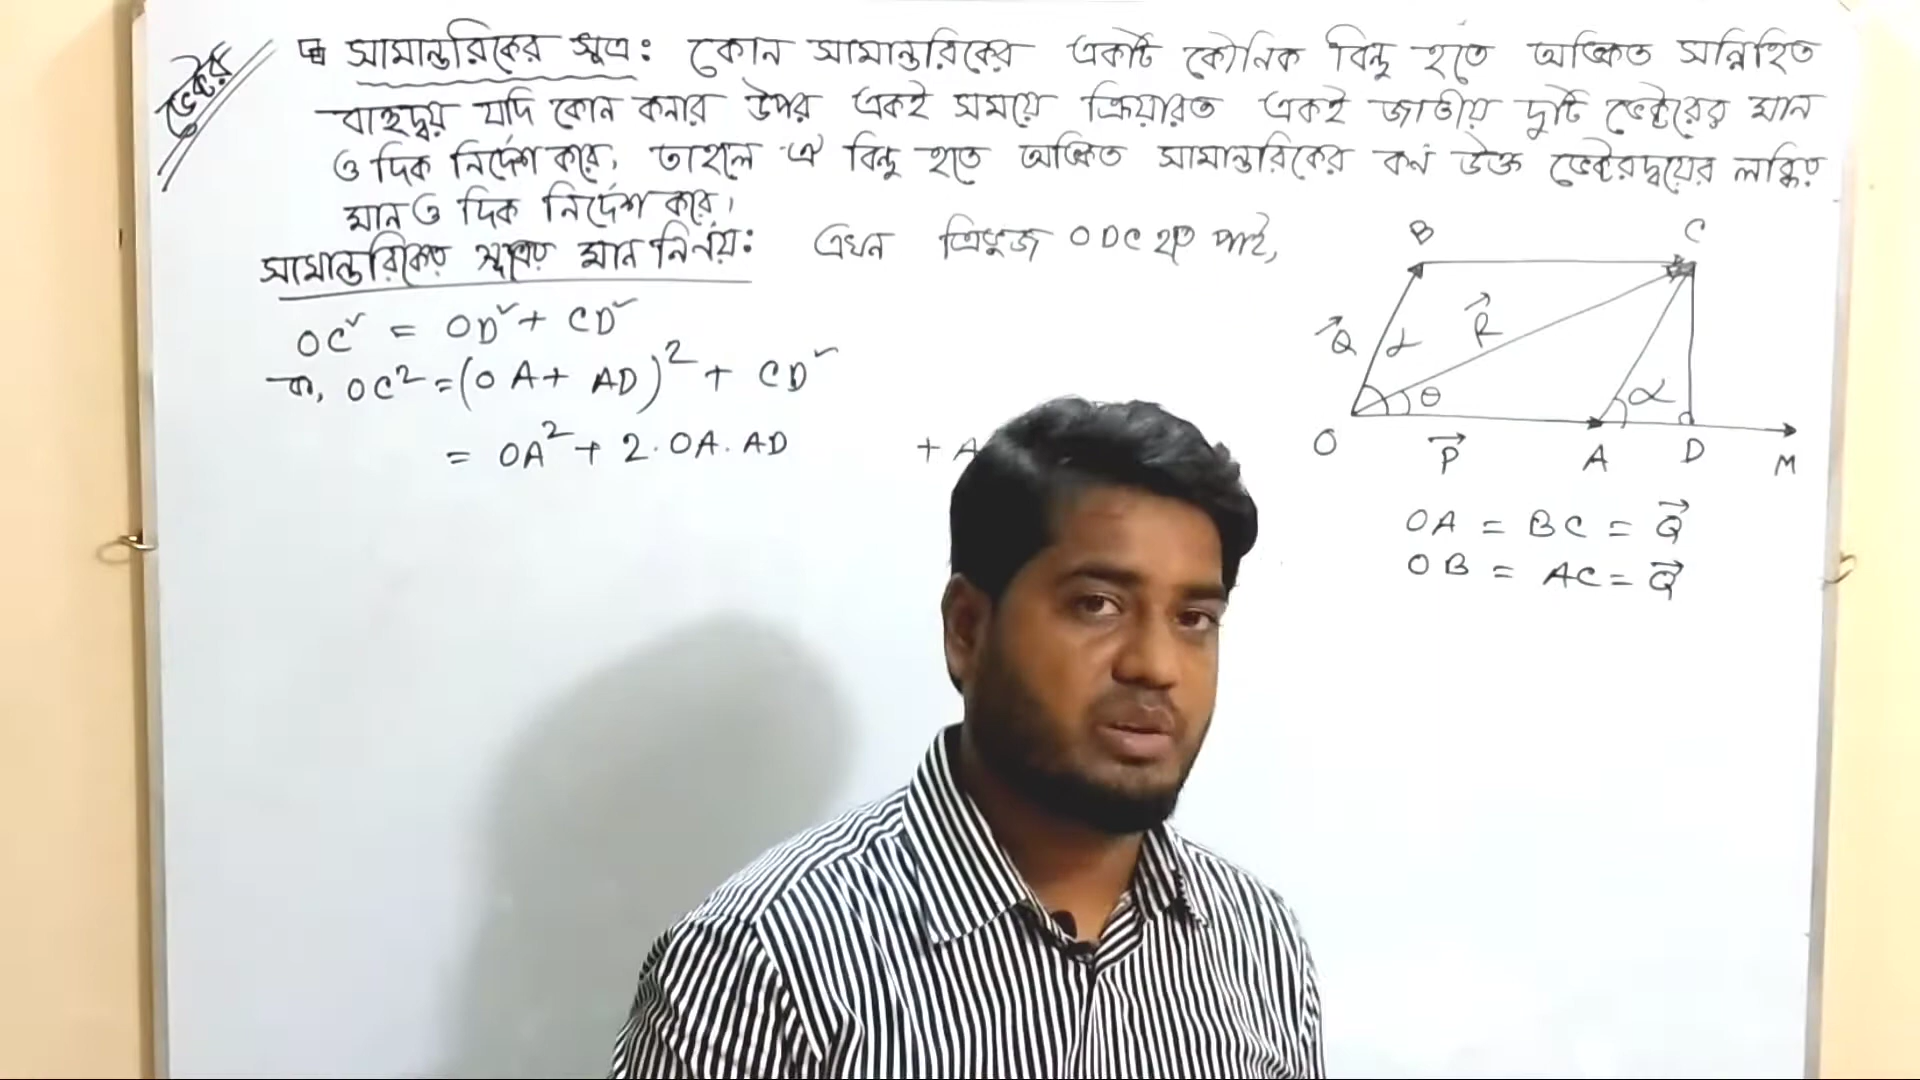 ভেক্টর
সামান্তরিকের সূত্র: কোন সামান্তরিকের একটি কৌনিক বিন্দু হতে অঙ্কিত সন্নিহিত
বাহুদ্বয় যদি কোন কনার উপর একই সময়ে ক্রিয়ারত একই জাতীয় দুটি ভেক্টরের মান
ও দিক নির্দেশ করে, তাহলে ঐ বিন্দু হতে অঙ্কিত সামান্তরিকের কর্ন উক্ত ভেক্টরদ্বয়ের লব্ধির
মান ও দিক নির্দেশ করে।
সামান্তরিকের সূত্রের মান নির্নয়: এখন ত্রিভুজ ODC হতে পাই,
OC² = OD² + CD²
বা, OC² = (OA + AD)² + CD²
= OA² + 2.OA.AD + A
B C
Q⃗ α R⃗
θ α
O P⃗ A D M
OA = BC = Q⃗
OB = AC = Q⃗